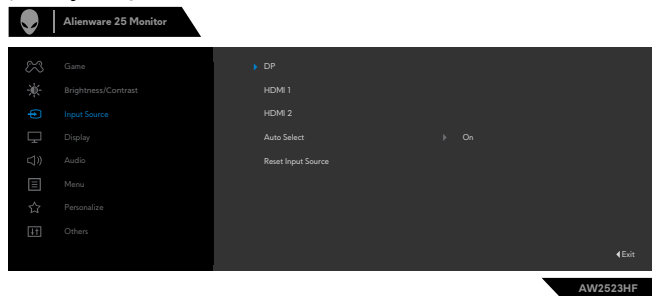 Alienware 25 Monitor
Game
DP
Brightness/Contrast
HDMI 1
Input Source
HDMI 2
Display
Auto Select
On
Audio
Reset Input Source
Menu
Personalize
Others
Exit
AW2523HF